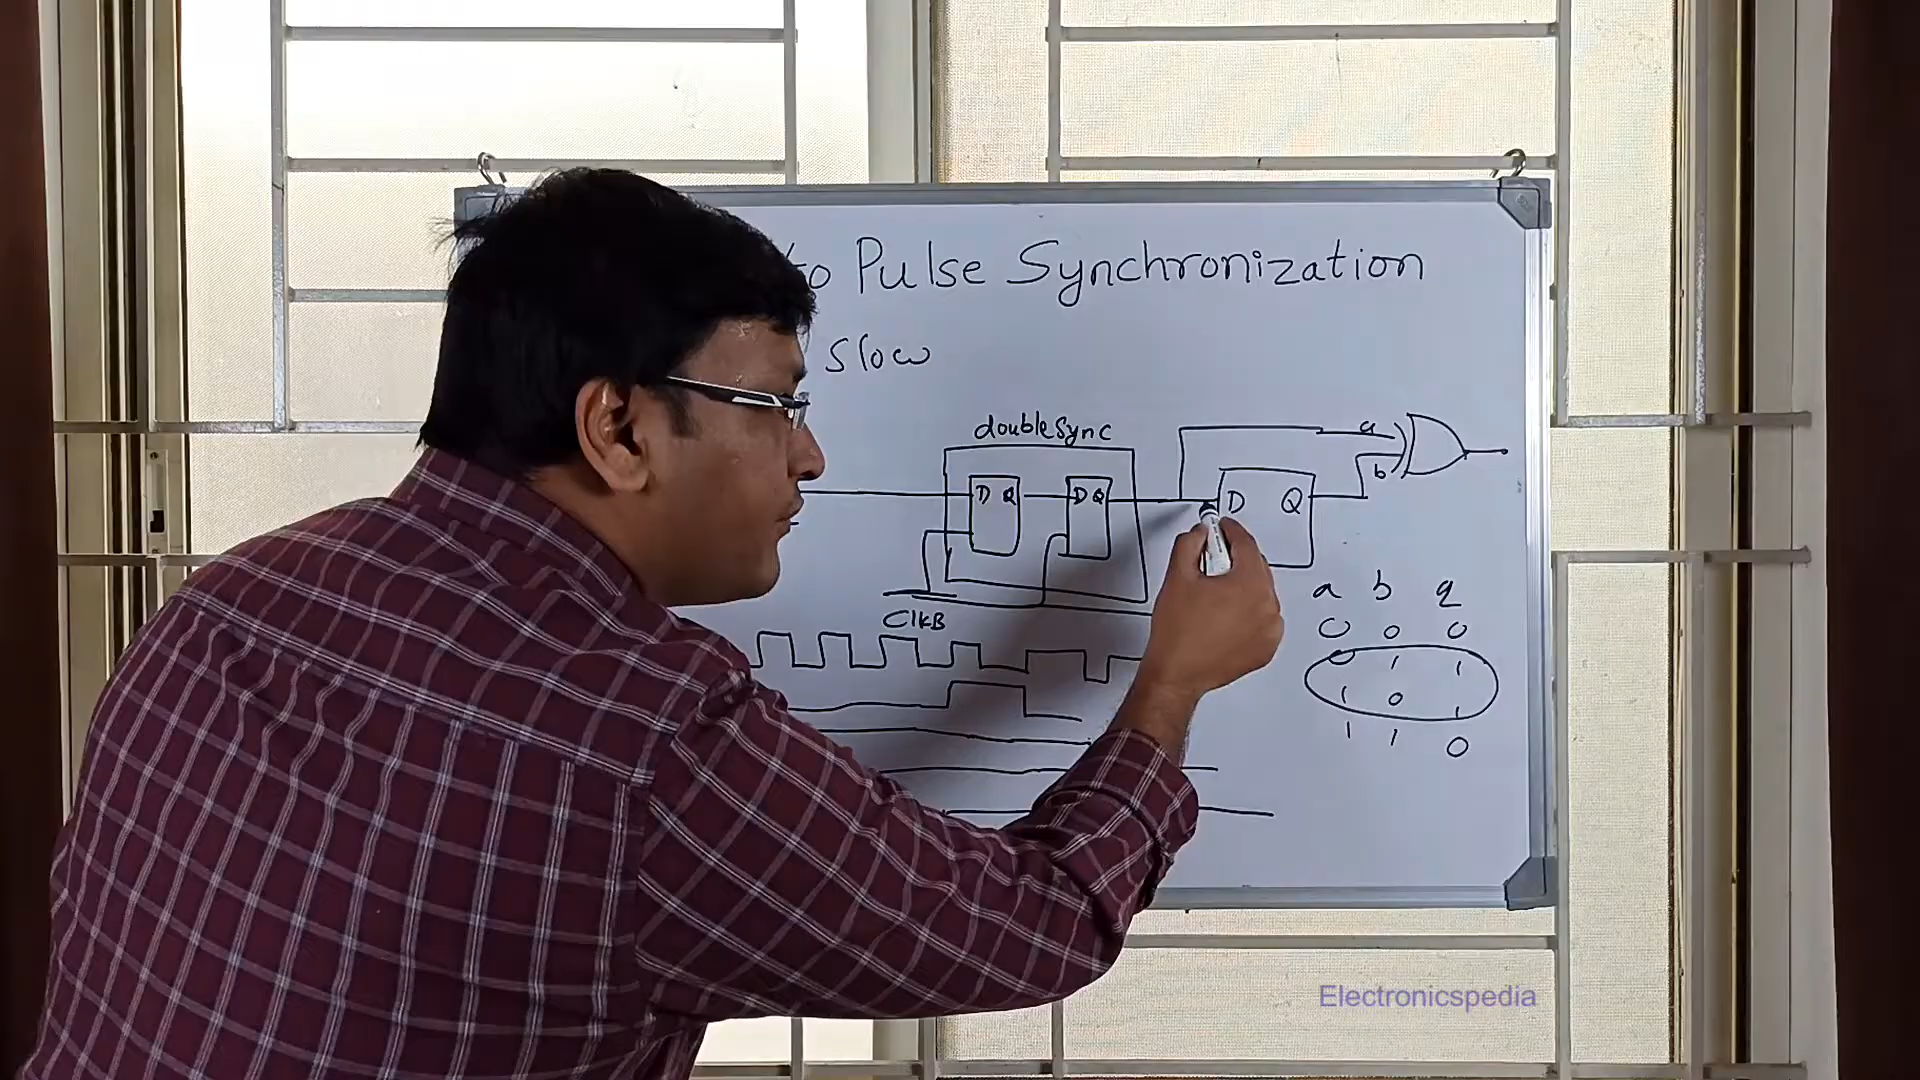 to Pulse Synchronization
Slow
doubleSync
D Q D Q
D Q
a
b
ClkB
a b q
0 0 0
0 1 1
1 0 1
1 1 0
Electronicspedia